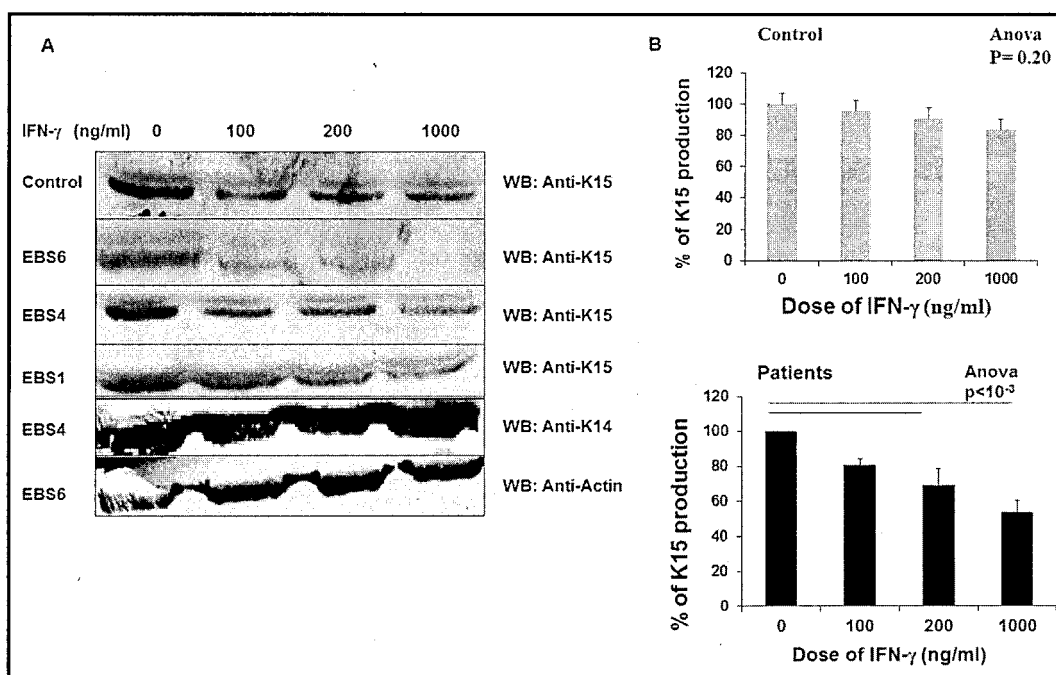 A
IFN-γ (ng/ml) 0 100 200 1000
Control WB: Anti-K15
EBS6 WB: Anti-K15
EBS4 WB: Anti-K15
EBS1 WB: Anti-K15
EBS4 WB: Anti-K14
EBS6 WB: Anti-Actin
B
Control Anova
P= 0.20
% of K15 production
120
100
80
60
40
20
0
0 100 200 1000
Dose of IFN-γ (ng/ml)
Patients Anova
p<10-3
% of K15 production
120
100
80
60
40
20
0
0 100 200 1000
Dose of IFN-γ (ng/ml)